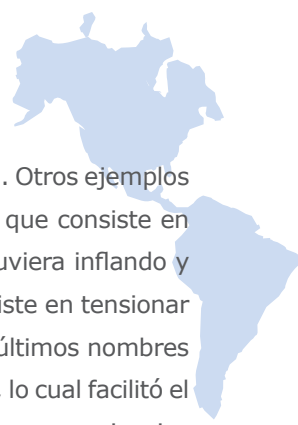 . Otros ejemplos
que consiste en
uviera inflando y
iste en tensionar
últimos nombres
lo cual facilitó el